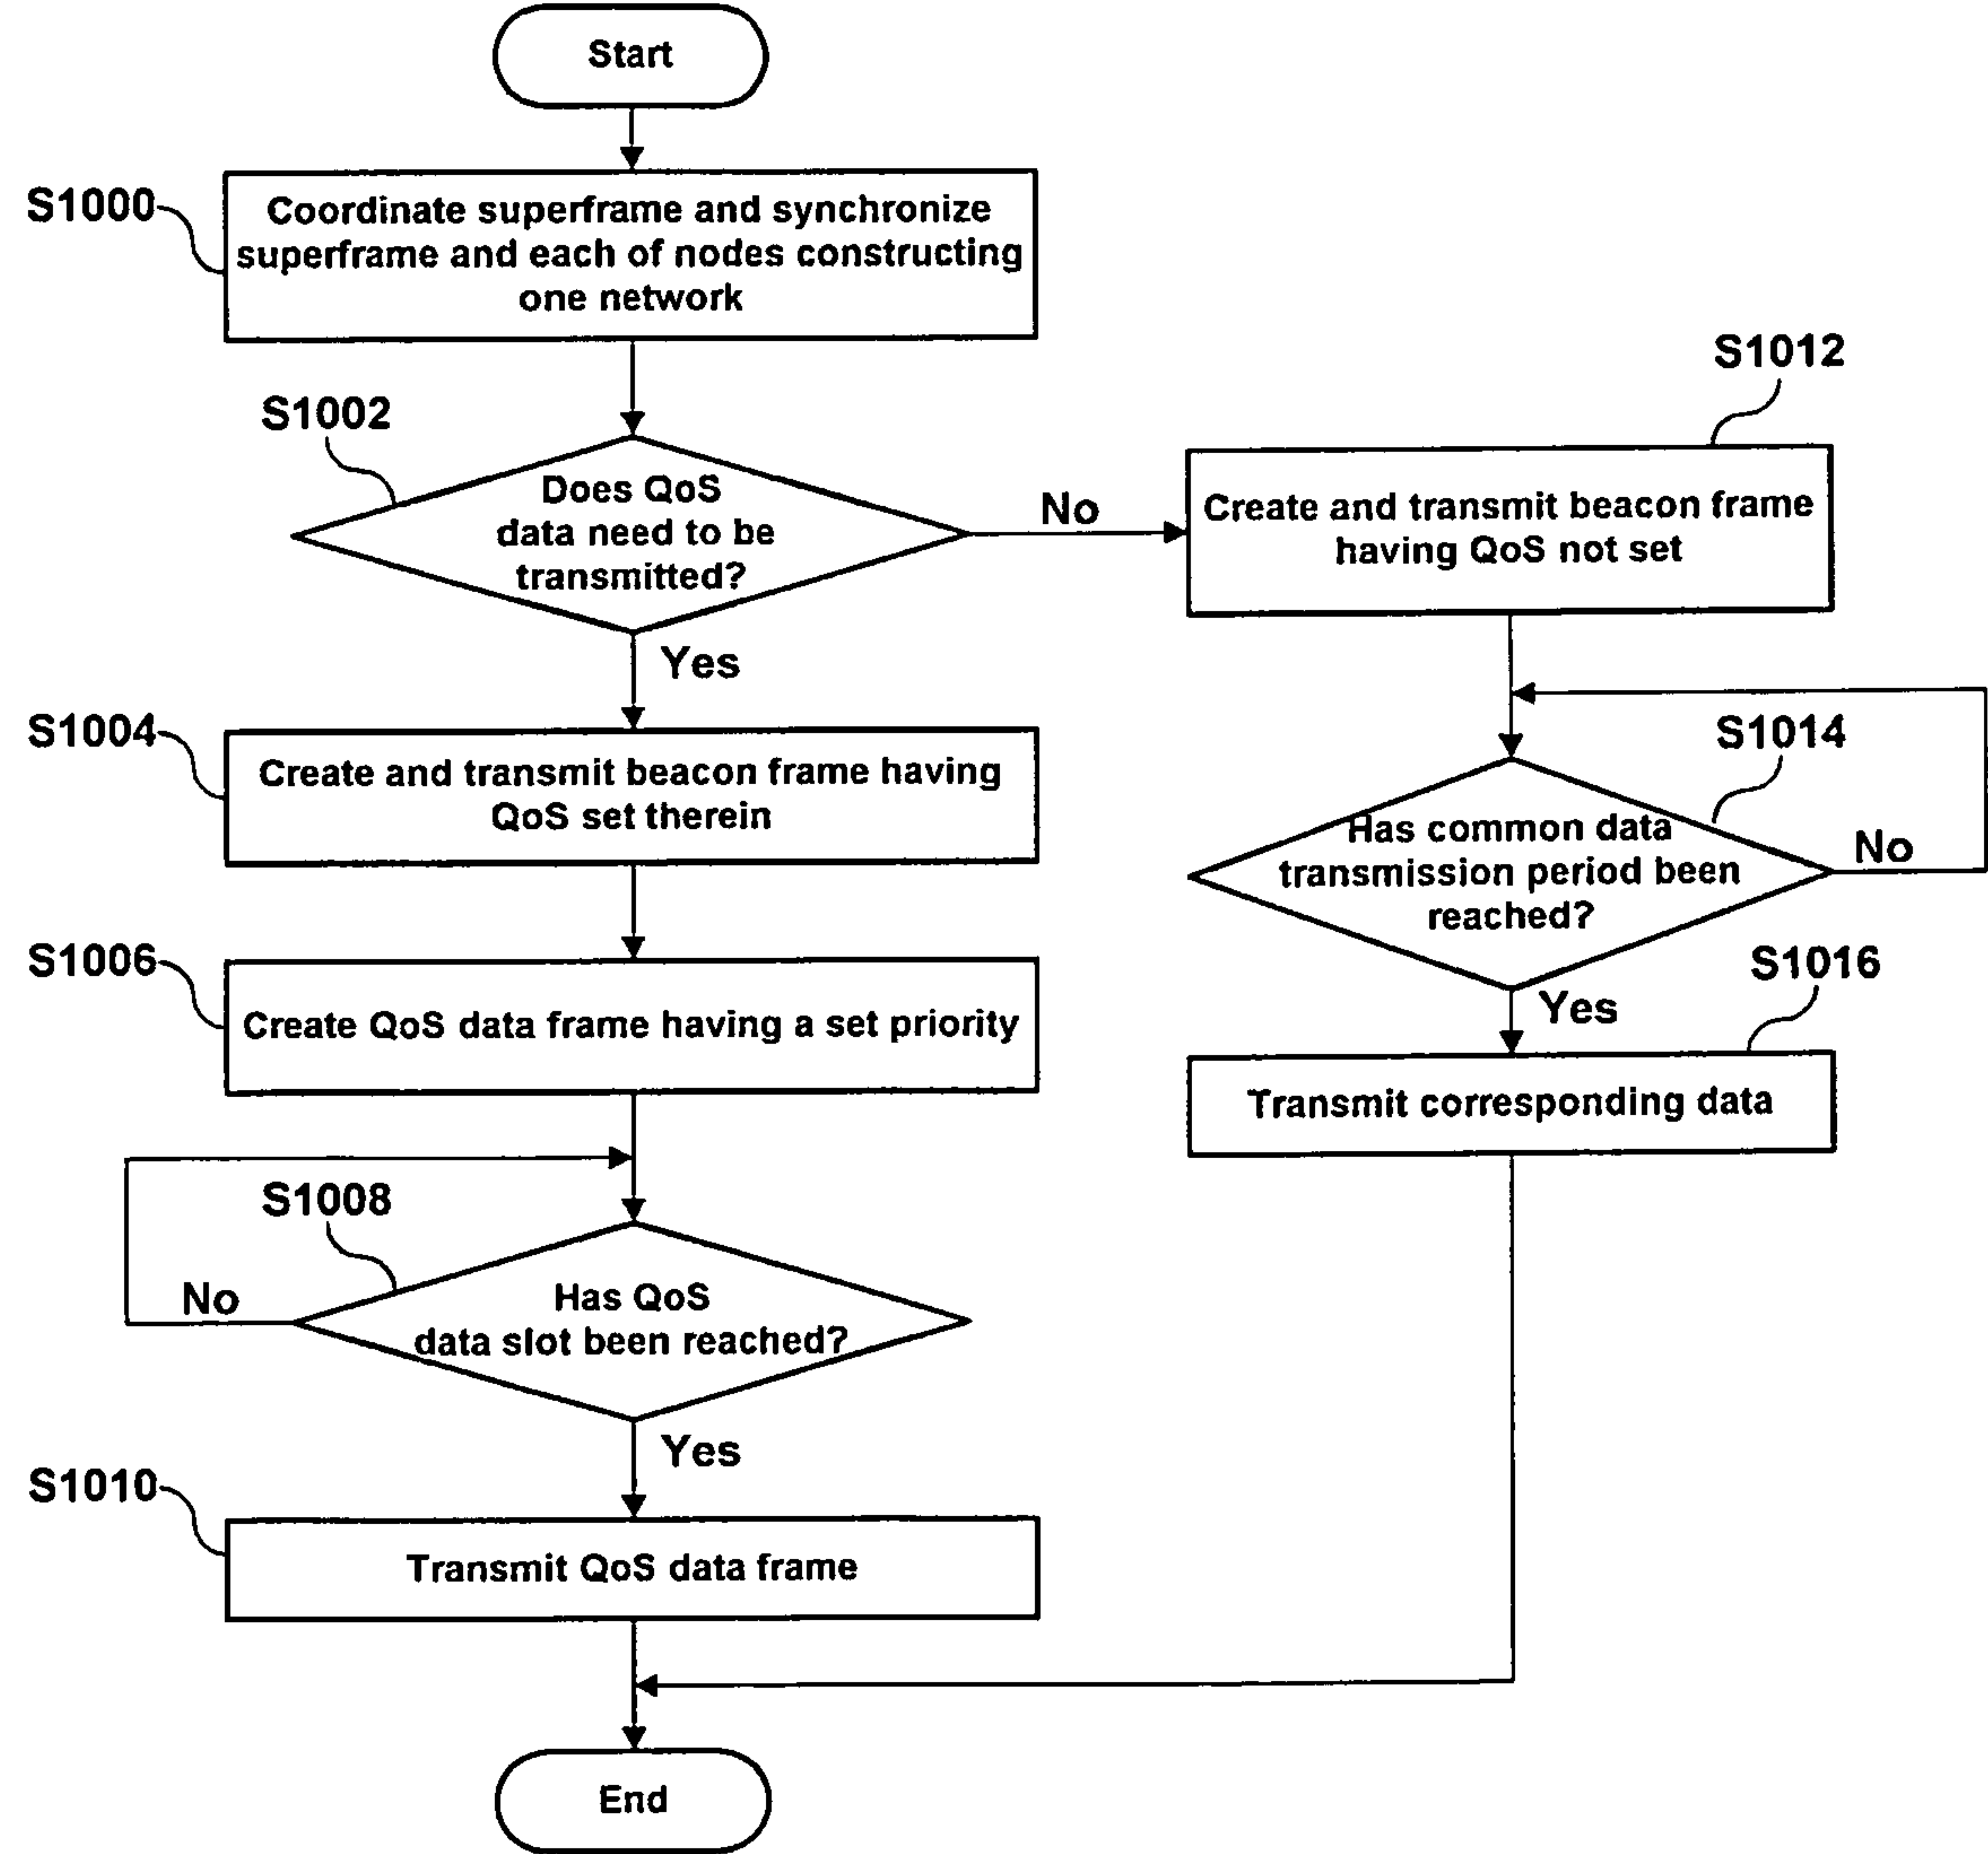 Start
S1000
Coordinate superframe and synchronize
superframe and each of nodes constructing
one network
S1002
Does QoS
data need to be
transmitted?
No
Yes
S1004
Create and transmit beacon frame having
QoS set therein
S1006
Create QoS data frame having a set priority
S1008
Has QoS
data slot been reached?
No
Yes
S1010
Transmit QoS data frame
S1012
Create and transmit beacon frame
having QoS not set
S1014
Has common data
transmission period been
reached?
No
Yes
S1016
Transmit corresponding data
End